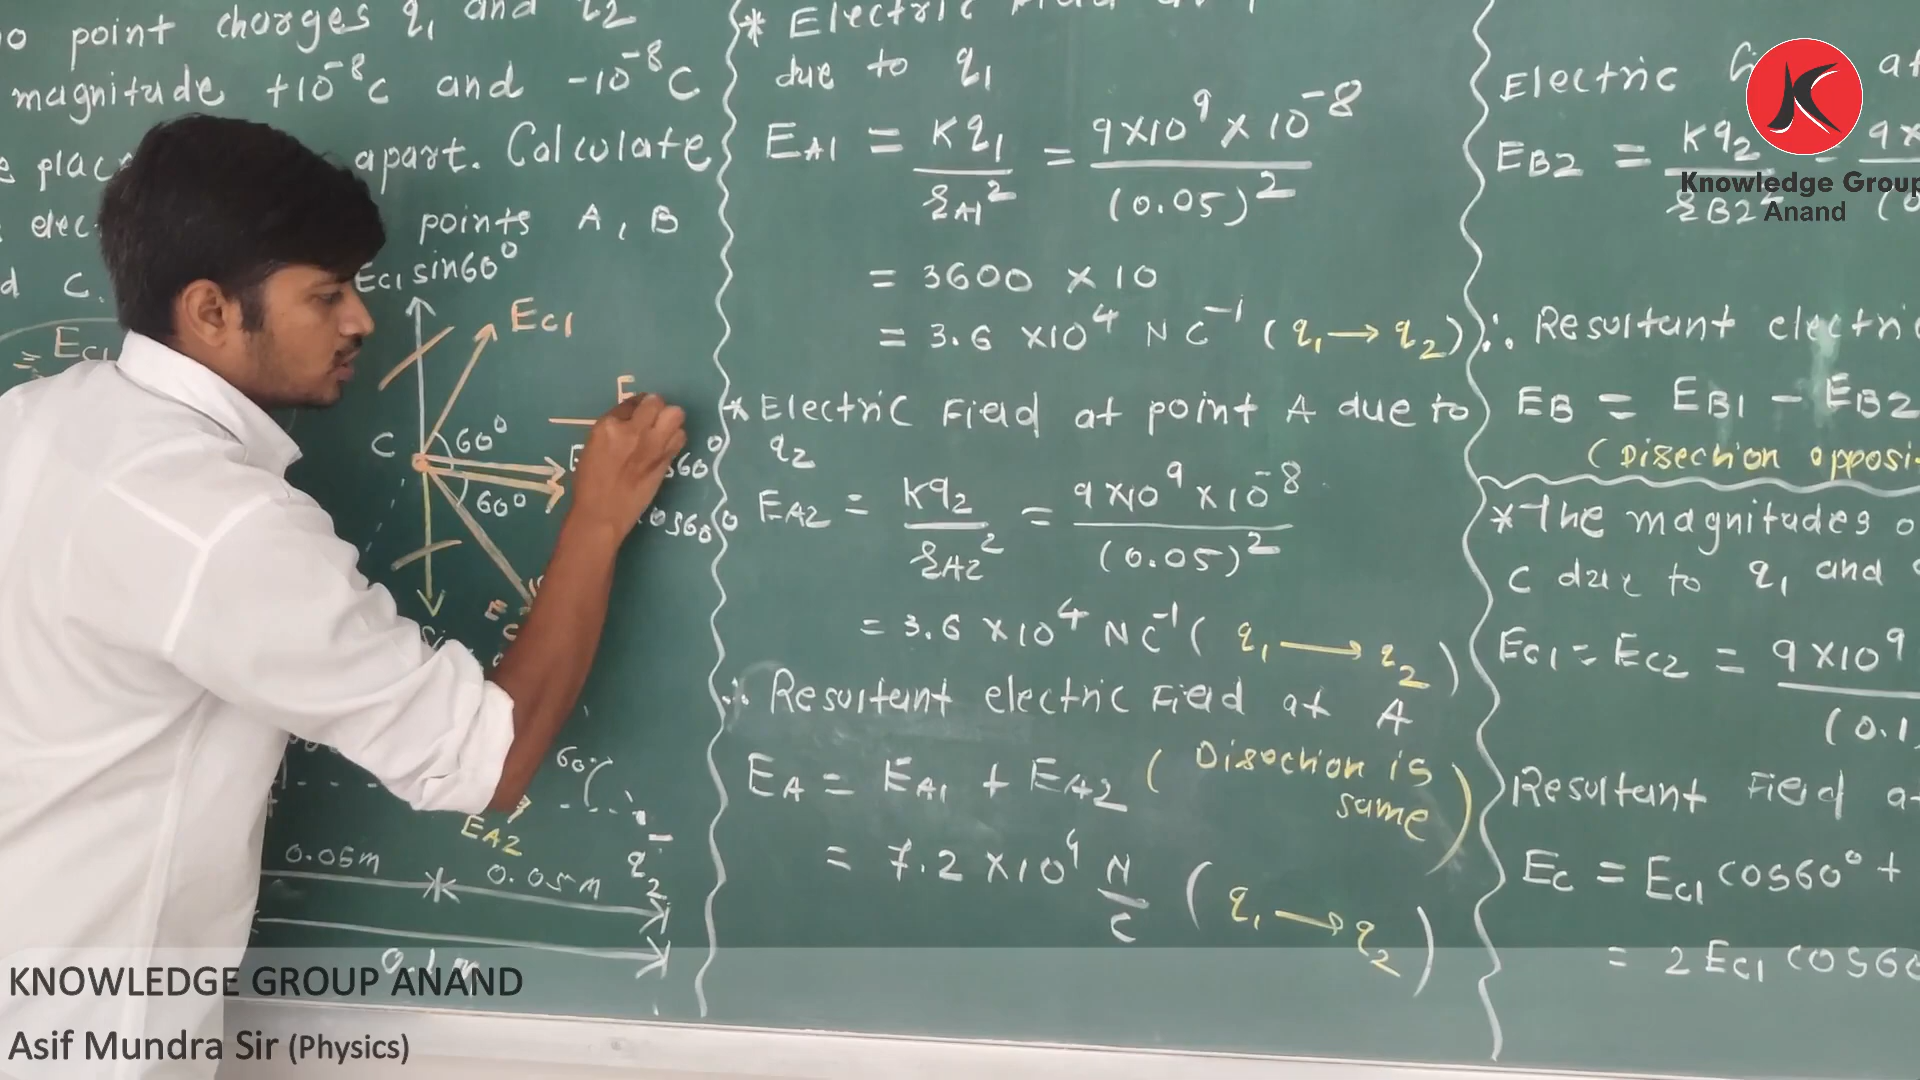 o point charges q1 and q2
magnitude +10⁻⁸c and -10⁻⁸C
apart. Calculate
points A, B
d C.
EC1 sin60°
EC1
EC1
C
60°
60°
60°
EA2
0.05m
0.05m
q2
* Electric Field at
due to q1
EA1 = Kq1/rA1² = 9×10⁹ × 10⁻⁸/(0.05)²
= 3600 × 10
= 3.6 ×10⁴ N C⁻¹ (q1 → q2)
* Electric Field at point A due to
q2
EA2 = Kq2/rA2² = 9×10⁹×10⁻⁸/(0.05)²
= 3.6 ×10⁴ N C⁻¹ (q1 → q2)
∴ Resultant electric Field at A
EA = EA1 + EA2 (Direction is
same)
= 7.2 ×10⁴ N/C (q1 → q2)
Electric
EB2 = Kq2/rB2²
∴ Resultant electric
EB = EB1 - EB2
(Direction
* The magnitudes
C due to q1 and
EC1 = EC2 = 9×10⁹
(0.1
Resultant Field
EC = EC1 cos60° +
= 2EC1 cos60
Knowledge Group
Anand
KNOWLEDGE GROUP ANAND
Asif Mundra Sir (Physics)